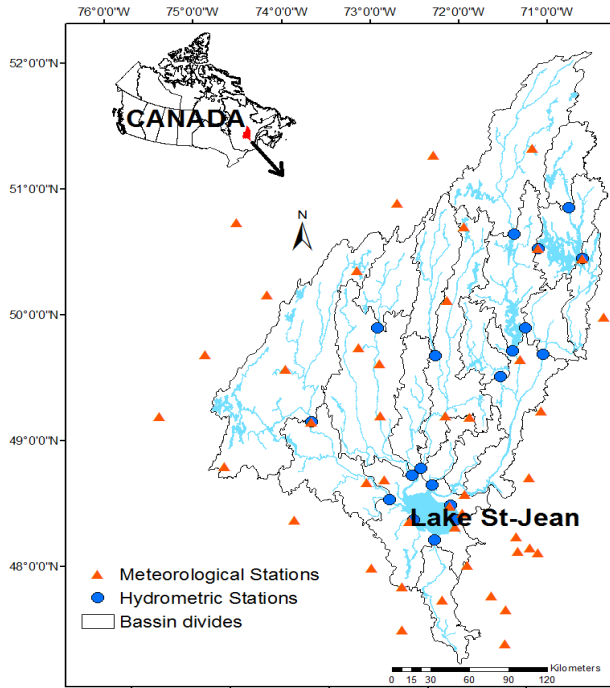 76°0'0"W 75°0'0"W 74°0'0"W 73°0'0"W 72°0'0"W 71°0'0"W
52°0'0"N
CANADA
51°0'0"N
N
50°0'0"N
49°0'0"N
Lake St-Jean
48°0'0"N
Meteorological Stations
Hydrometric Stations
Bassin divides
Kilometers
0 15 30 60 90 120